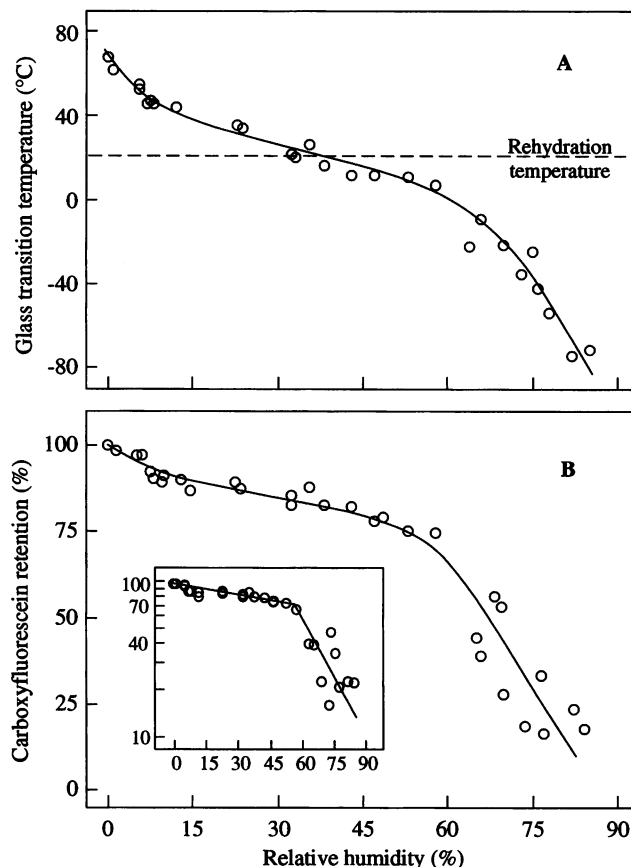 Glass transition temperature (°C)
80
40
0
-40
-80
A
Rehydration
temperature
Carboxyfluorescein retention (%)
100
75
50
25
0
B
100
70
40
10
0 15 30 45 60 75 90
0 15 30 45 60 75 90
Relative humidity (%)